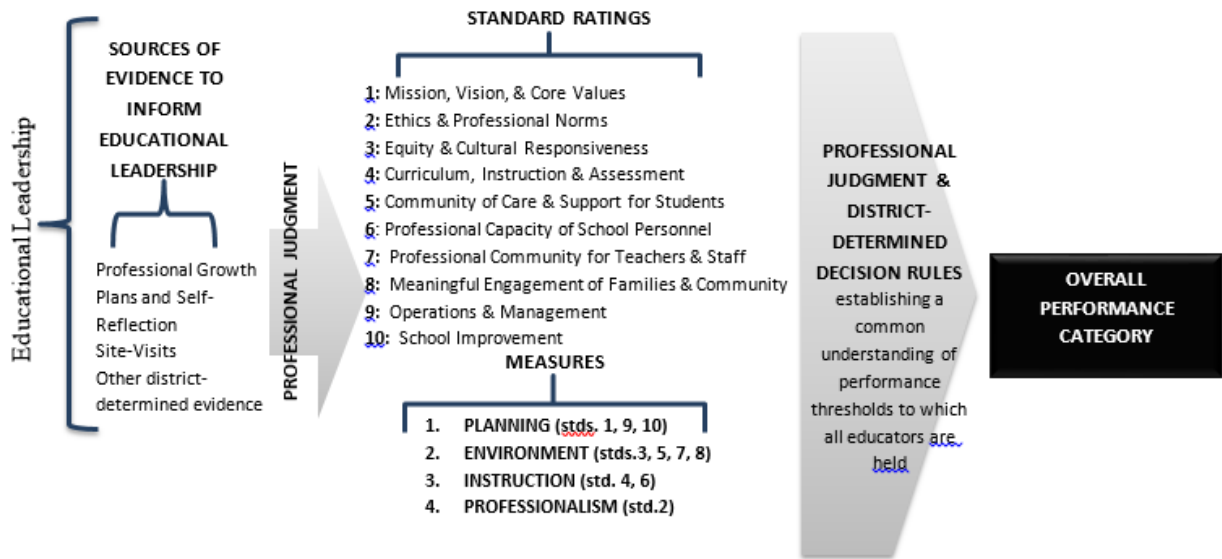 Educational Leadership
SOURCES OF
EVIDENCE TO
INFORM
EDUCATIONAL
LEADERSHIP
Professional Growth
Plans and Self-
Reflection
Site-Visits
Other district-
determined evidence
PROFESSIONAL JUDGMENT
STANDARD RATINGS
1: Mission, Vision, & Core Values
2: Ethics & Professional Norms
3: Equity & Cultural Responsiveness
4: Curriculum, Instruction & Assessment
5: Community of Care & Support for Students
6: Professional Capacity of School Personnel
7: Professional Community for Teachers & Staff
8: Meaningful Engagement of Families & Community
9: Operations & Management
10: School Improvement
MEASURES
1. PLANNING (stds. 1, 9, 10)
2. ENVIRONMENT (stds.3, 5, 7, 8)
3. INSTRUCTION (std. 4, 6)
4. PROFESSIONALISM (std.2)
PROFESSIONAL
JUDGMENT &
DISTRICT-
DETERMINED
DECISION RULES
establishing a
common
understanding of
performance
thresholds to which
all educators are
held
OVERALL
PERFORMANCE
CATEGORY